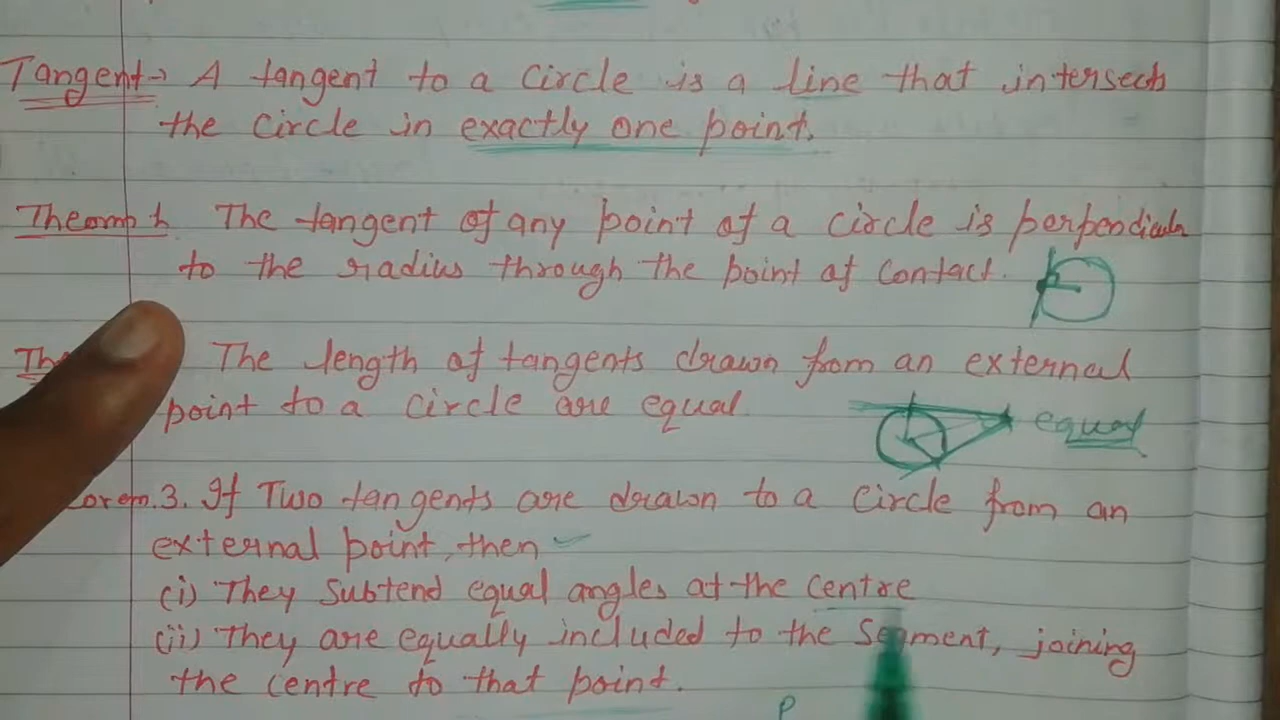 Tangent→ A tangent to a circle is a line that intersects
the circle in exactly one point.
Theorem 1. The tangent of any point of a circle is perpendicular
to the radius through the point of contact.
Th The length of tangents drawn from an external
point to a circle are equal
equal
orem.3. If Two tangents are drawn to a circle from an
external point, then
(i) They subtend equal angles at the centre
(ii) They are equally included to the segment, joining
the centre to that point.
P